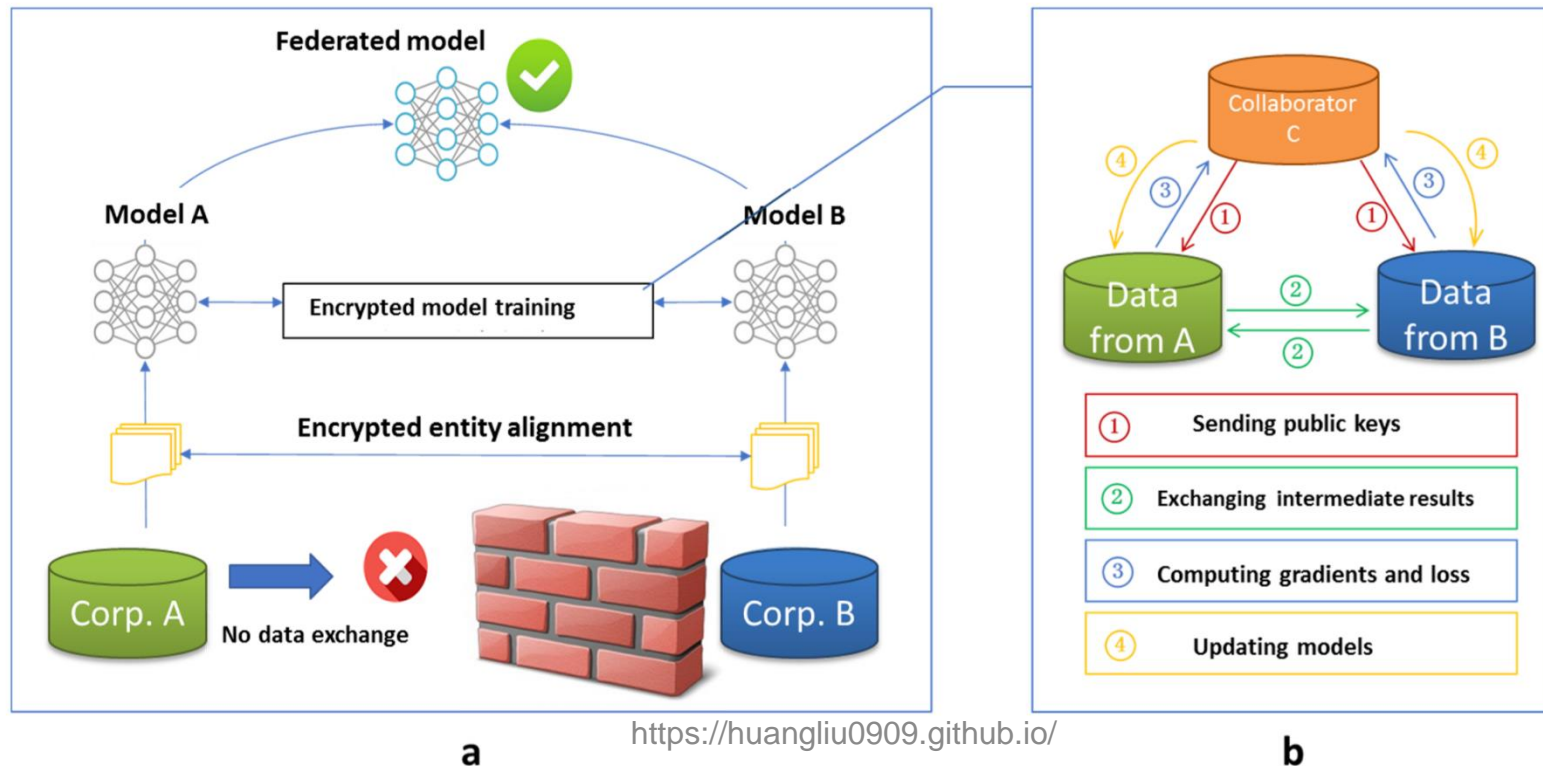 Federated model
Model A
Model B
Encrypted model training
Encrypted entity alignment
Corp. A
No data exchange
Corp. B
a
Collaborator
C
4
3
1
1
3
4
Data
from A
2
2
Data
from B
1 Sending public keys
2 Exchanging intermediate results
3 Computing gradients and loss
4 Updating models
b
https://huangliu0909.github.io/